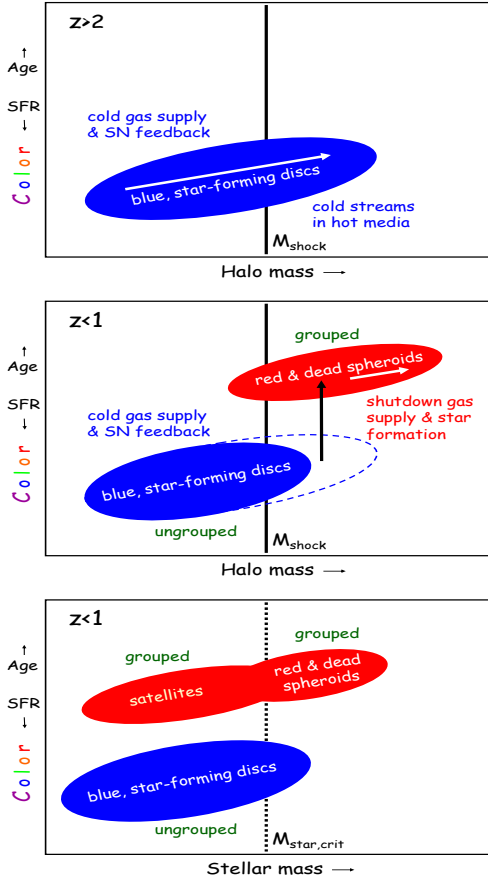 z>2
↑
Age
SFR
↓
Color
cold gas supply
& SN feedback
blue, star-forming discs
cold streams
in hot media
M_shock
Halo mass →
z<1
↑
Age
SFR
↓
Color
grouped
red & dead spheroids
cold gas supply
& SN feedback
shutdown gas
supply & star
formation
blue, star-forming discs
ungrouped
M_shock
Halo mass →
z<1
↑
Age
SFR
↓
Color
grouped
grouped
satellites
red & dead
spheroids
blue, star-forming discs
ungrouped
M_star,crit
Stellar mass →